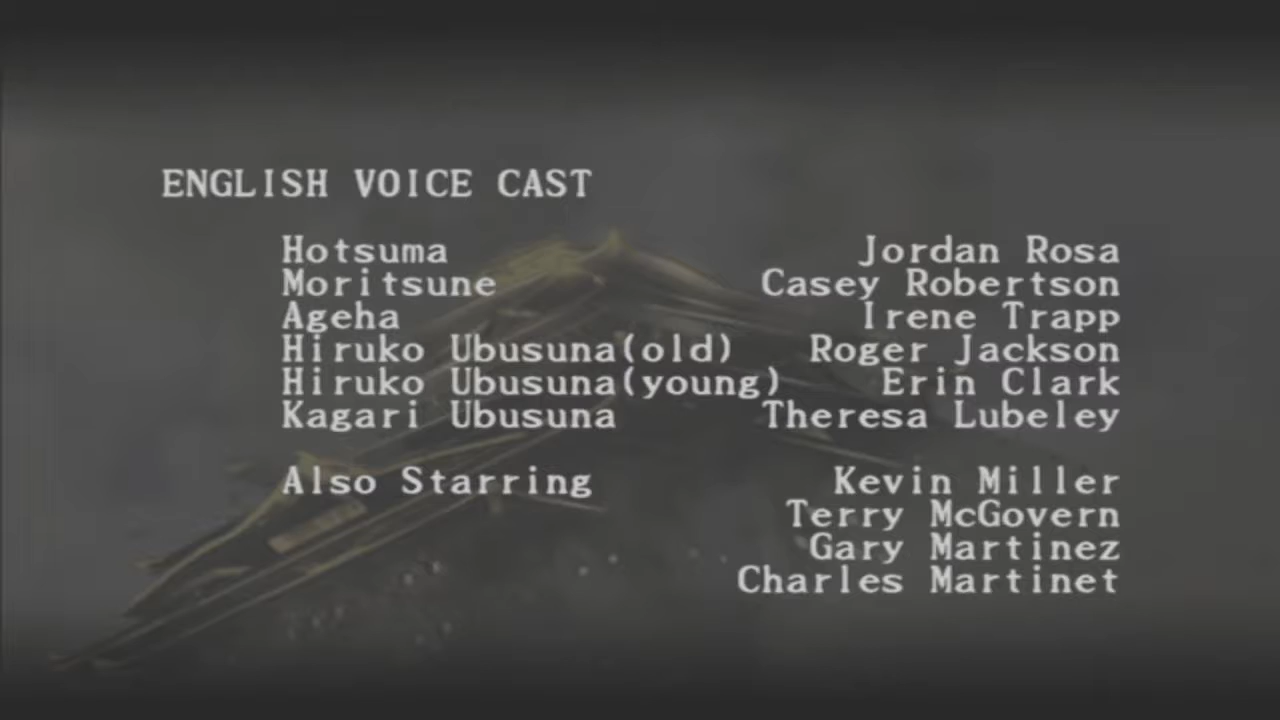 ENGLISH VOICE CAST
Hotsuma Jordan Rosa
Moritsune Casey Robertson
Ageha Irene Trapp
Hiruko Ubusuna(old) Roger Jackson
Hiruko Ubusuna(young) Erin Clark
Kagari Ubusuna Theresa Lubeley
Also Starring Kevin Miller
Terry McGovern
Gary Martinez
Charles Martinet